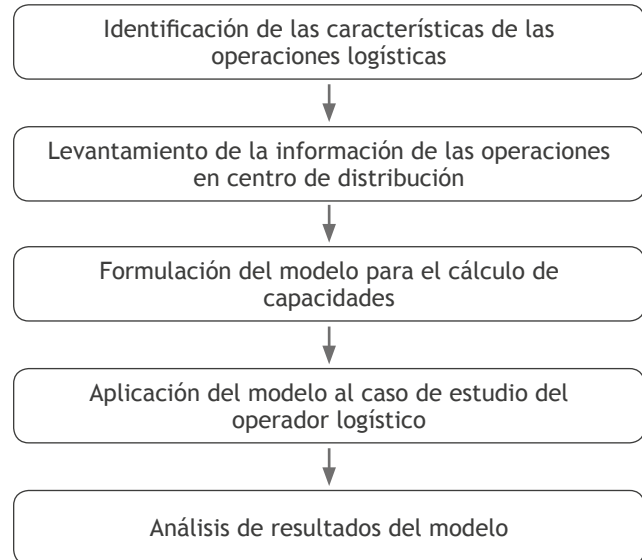 Identificación de las características de las
operaciones logísticas
Levantamiento de la información de las operaciones
en centro de distribución
Formulación del modelo para el cálculo de
capacidades
Aplicación del modelo al caso de estudio del
operador logístico
Análisis de resultados del modelo